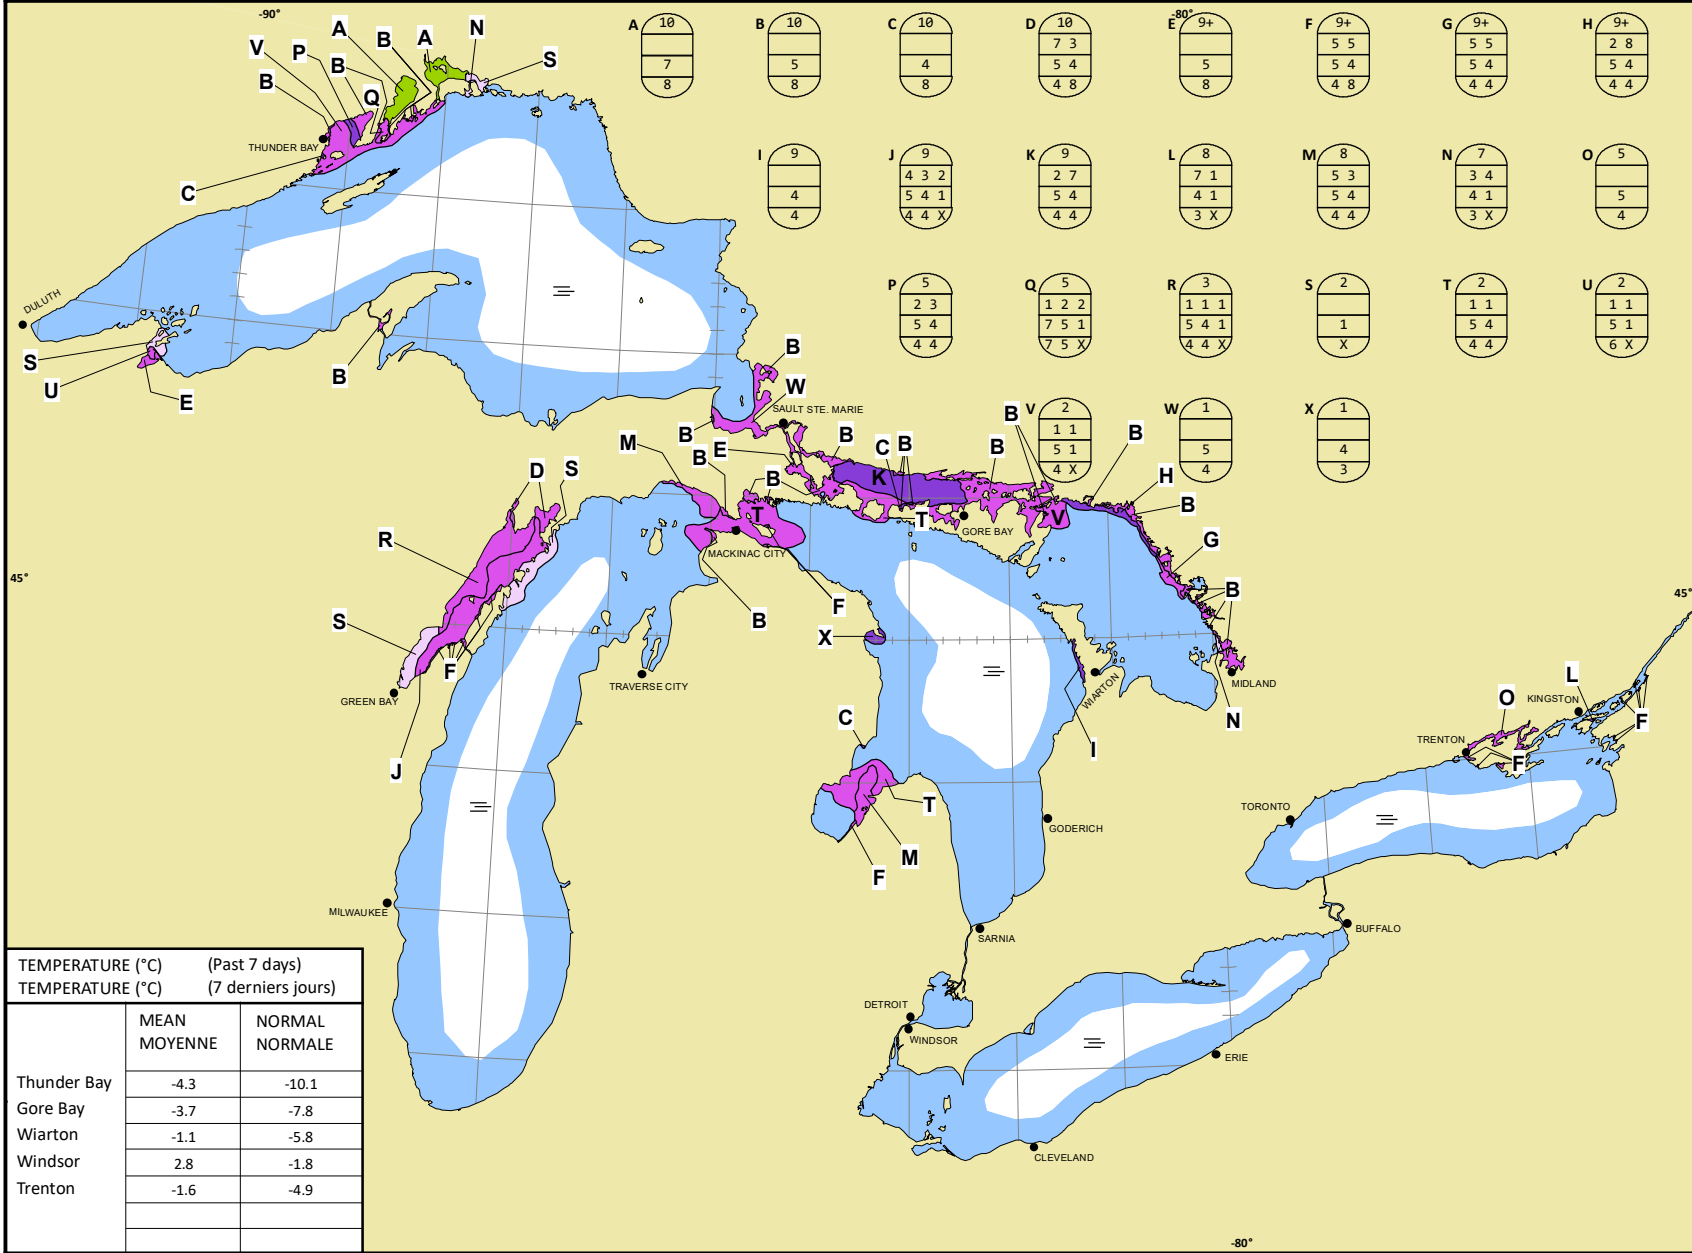 -90°
-80°
A
10
7
8
B
10
5
8
C
10
4
8
D
10
7 3
5 4
4 8
E
9+
5
8
F
9+
5 5
5 4
4 8
G
9+
5 5
5 4
4 4
H
9+
2 8
5 4
4 4
I
9
4
4
J
9
4 3 2
5 4 1
4 4 X
K
9
2 7
5 4
4 4
L
8
7 1
4 1
3 X
M
8
5 3
5 4
4 4
N
7
3 4
4 1
3 X
O
5
5
4
P
5
2 3
5 4
4 4
Q
5
1 2 2
7 5 1
7 5 X
R
3
1 1 1
5 4 1
4 4 X
S
2
1
X
T
2
1 1
5 4
4 4
U
2
1 1
5 1
6 X
V
2
1 1
5 1
4 X
W
1
5
4
X
1
4
3
A
B
A
N
V
P
B
S
B
Q
THUNDER BAY
C
DULUTH
S
U
E
B
B
W
SAULT STE. MARIE
B
B
E
B
C
B
B
B
B
M
B
K
H
B
D
S
T
T
V
GORE BAY
MACKINAC CITY
R
G
45°
B
45°
B
F
S
X
F
GREEN BAY
TRAVERSE CITY
WIARTON
MIDLAND
N
L
KINGSTON
O
F
C
I
TRENTON
F
J
T
TORONTO
GODERICH
M
F
MILWAUKEE
BUFFALO
SARNIA
DETROIT
WINDSOR
ERIE
CLEVELAND
-80°
TEMPERATURE (°C) (Past 7 days)
TEMPERATURE (°C) (7 derniers jours)
MEAN NORMAL
MOYENNE NORMALE
Thunder Bay -4.3 -10.1
Gore Bay -3.7 -7.8
Wiarton -1.1 -5.8
Windsor 2.8 -1.8
Trenton -1.6 -4.9